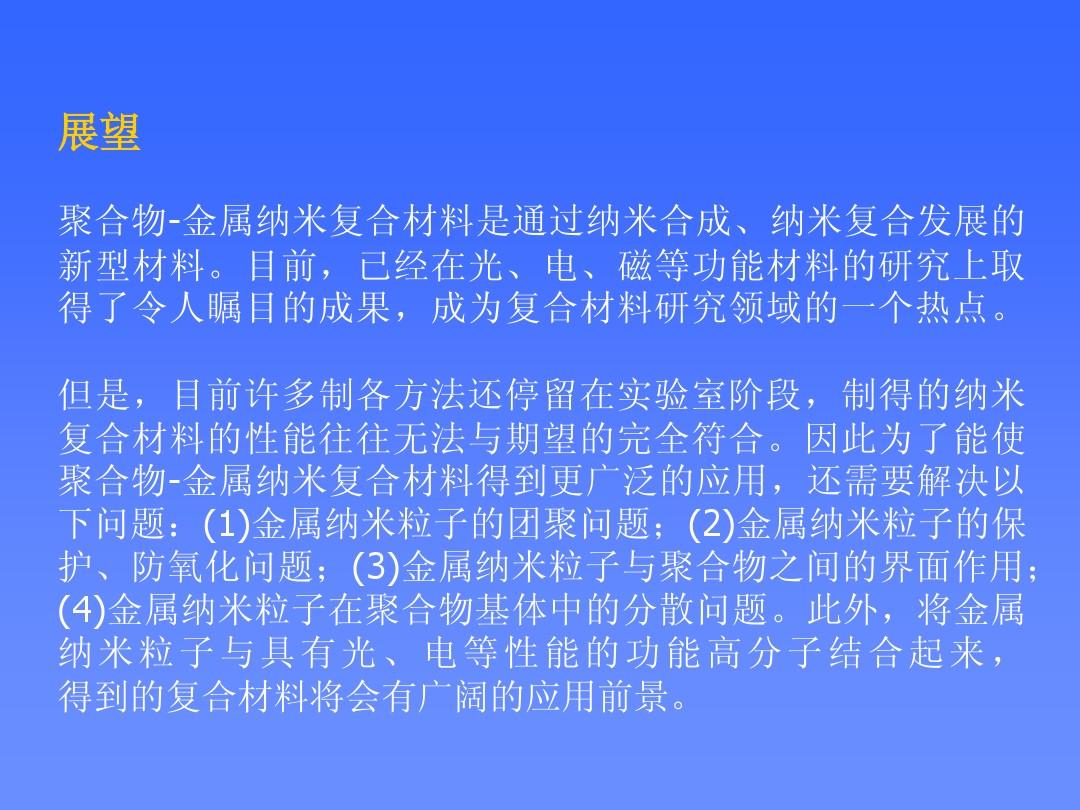 展望
聚合物-金属纳米复合材料是通过纳米合成、纳米复合发展的
新型材料。目前，已经在光、电、磁等功能材料的研究上取
得了令人瞩目的成果，成为复合材料研究领域的一个热点。
但是，目前许多制各方法还停留在实验室阶段，制得的纳米
复合材料的性能往往无法与期望的完全符合。因此为了能使
聚合物-金属纳米复合材料得到更广泛的应用，还需要解决以
下问题：(1)金属纳米粒子的团聚问题；(2)金属纳米粒子的保
护、防氧化问题；(3)金属纳米粒子与聚合物之间的界面作用；
(4)金属纳米粒子在聚合物基体中的分散问题。此外，将金属
纳米粒子与具有光、电等性能的功能高分子结合起来，
得到的复合材料将会有广阔的应用前景。